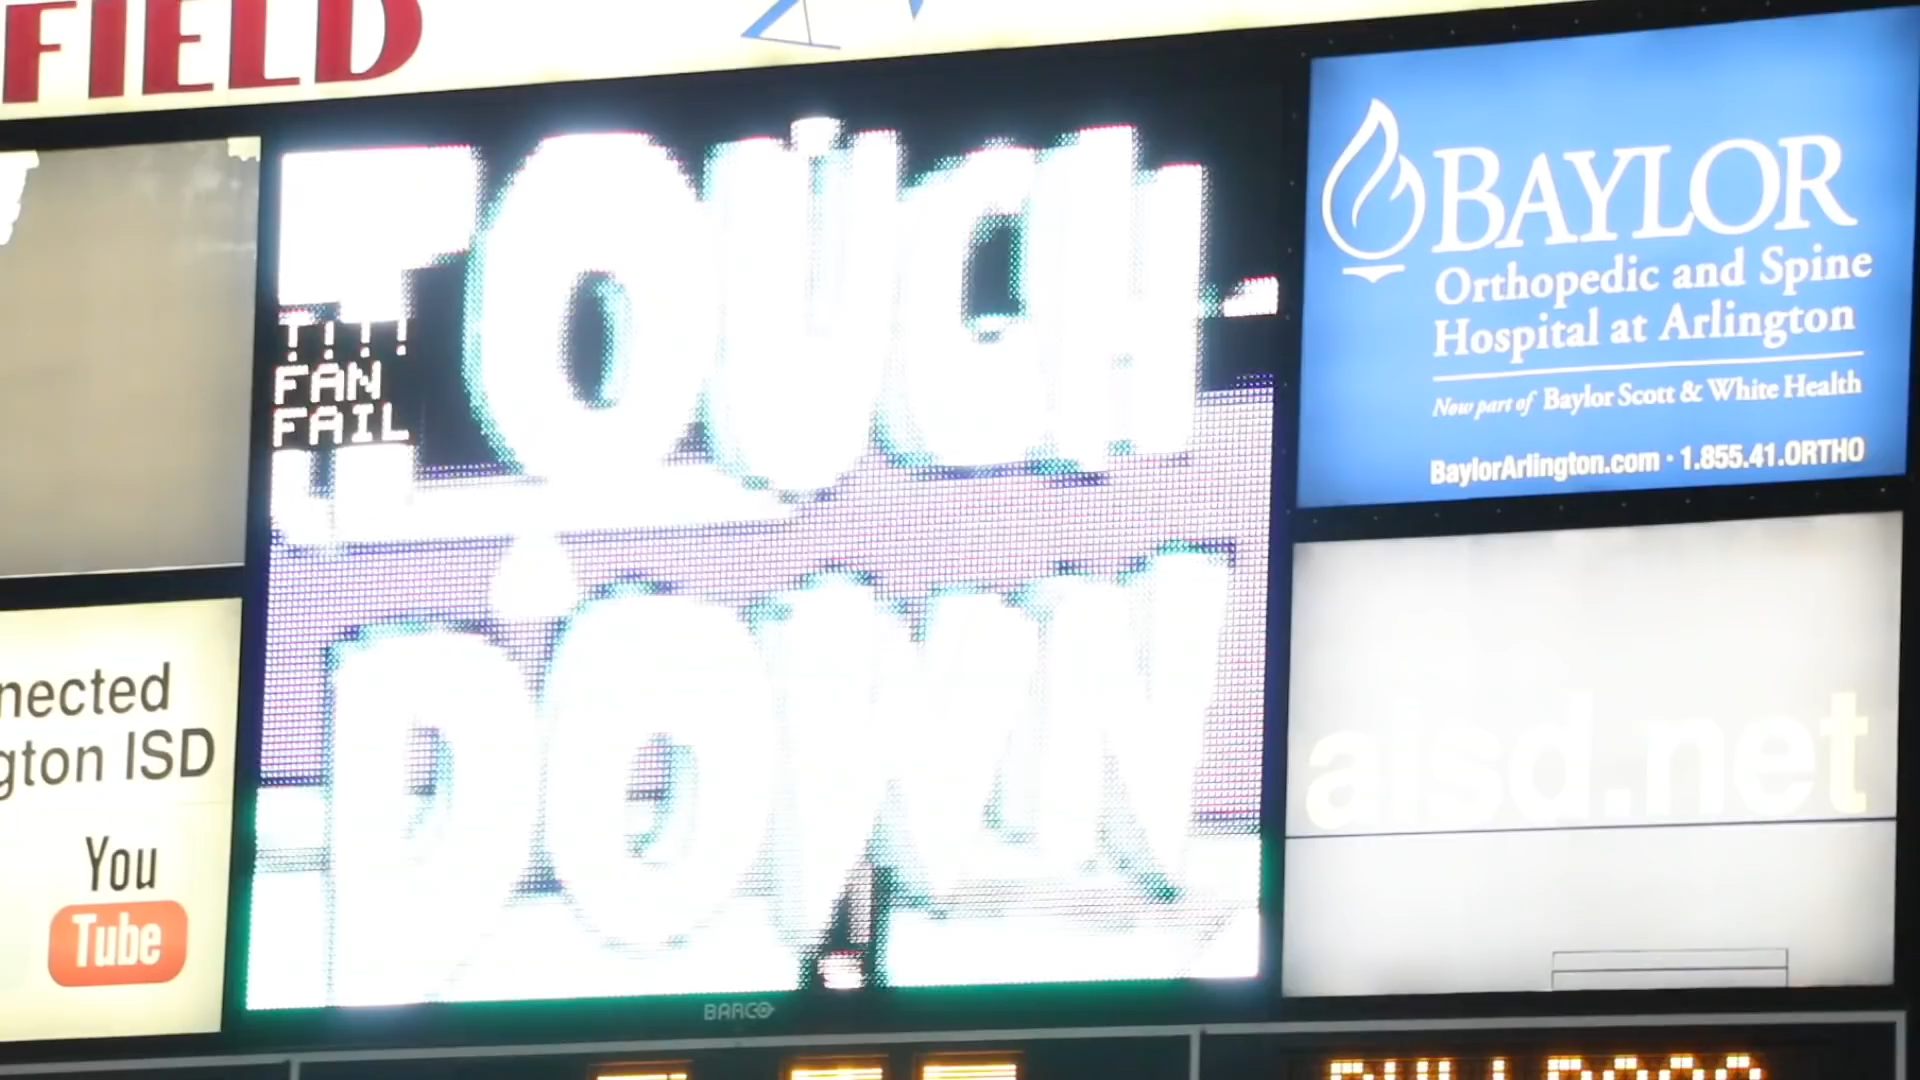 FIELD
TOUCH
DOWN
FAN
FAIL
BARCO
BAYLOR
Orthopedic and Spine
Hospital at Arlington
Now part of Baylor Scott & White Health
BaylorArlington.com · 1.855.41.ORTHO
aisd.net
nected
gton ISD
You
Tube
BULLDOGS